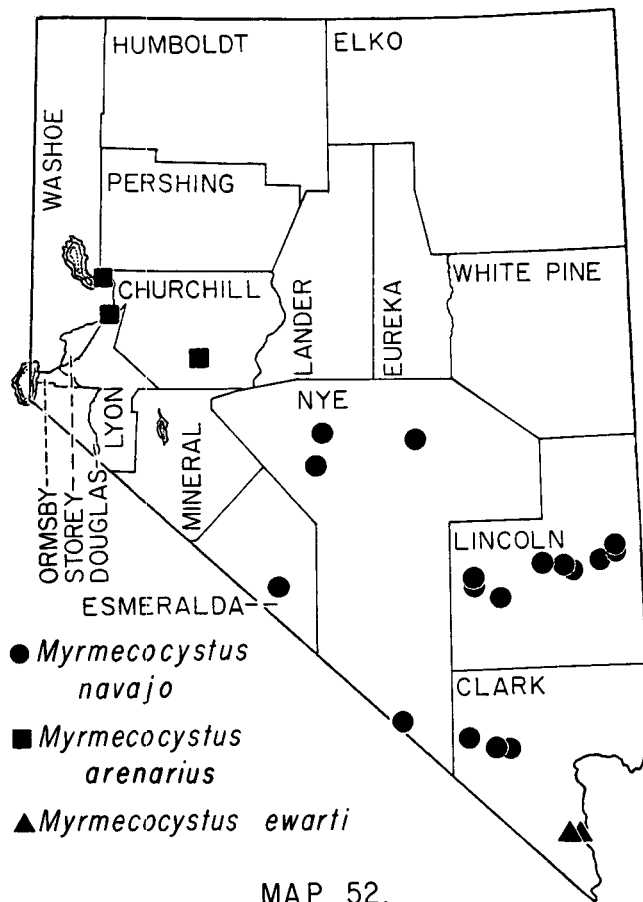 HUMBOLDT
ELKO
WASHOE
PERSHING
CHURCHILL
LANDER
EUREKA
WHITE PINE
NYE
LYON
MINERAL
ORMSBY
STOREY
DOUGLAS
LINCOLN
ESMERALDA
CLARK
Myrmecocystus
navajo
Myrmecocystus
arenarius
Myrmecocystus ewarti
MAP 52.